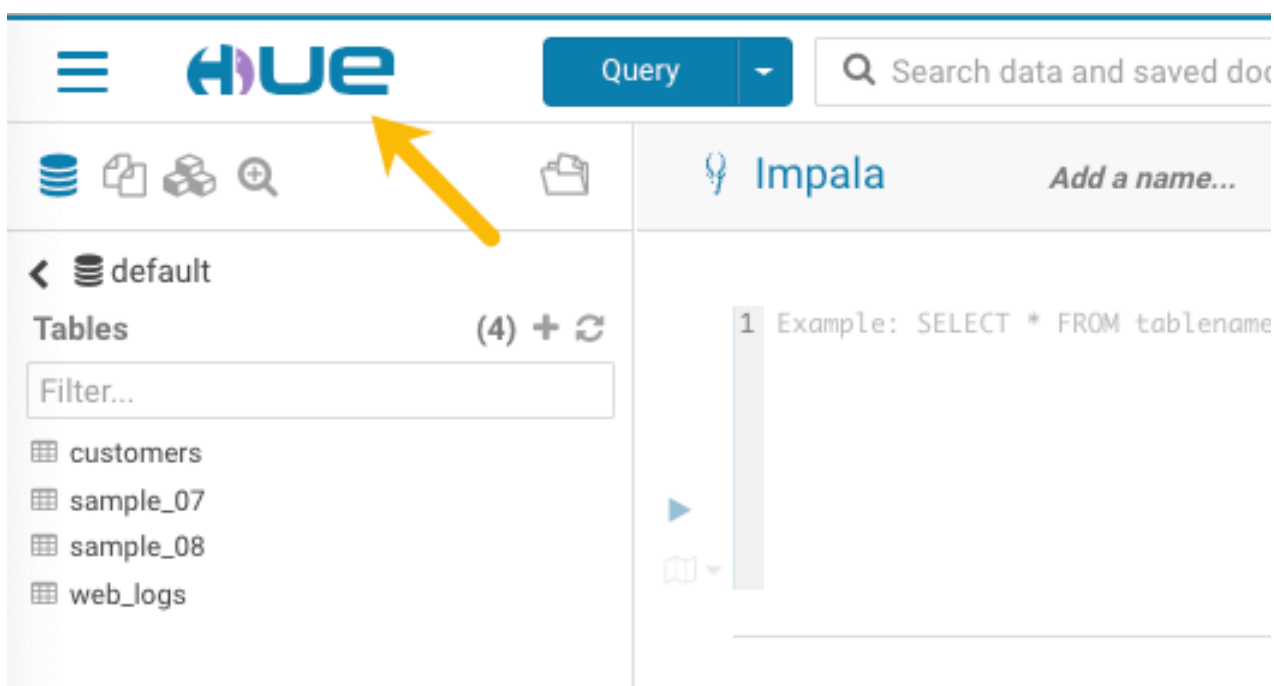 HUE
Query
Search data and saved doc
Impala
Add a name...
default
Tables (4)
Filter...
customers
sample_07
sample_08
web_logs
1 Example: SELECT * FROM tablename